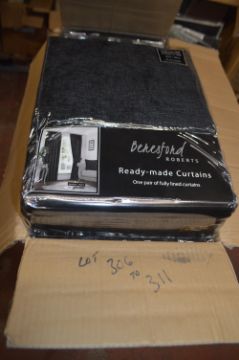 Beresford
ROBERTS
Ready-made Curtains
One pair of fully lined curtains
LOT 306
TO
311